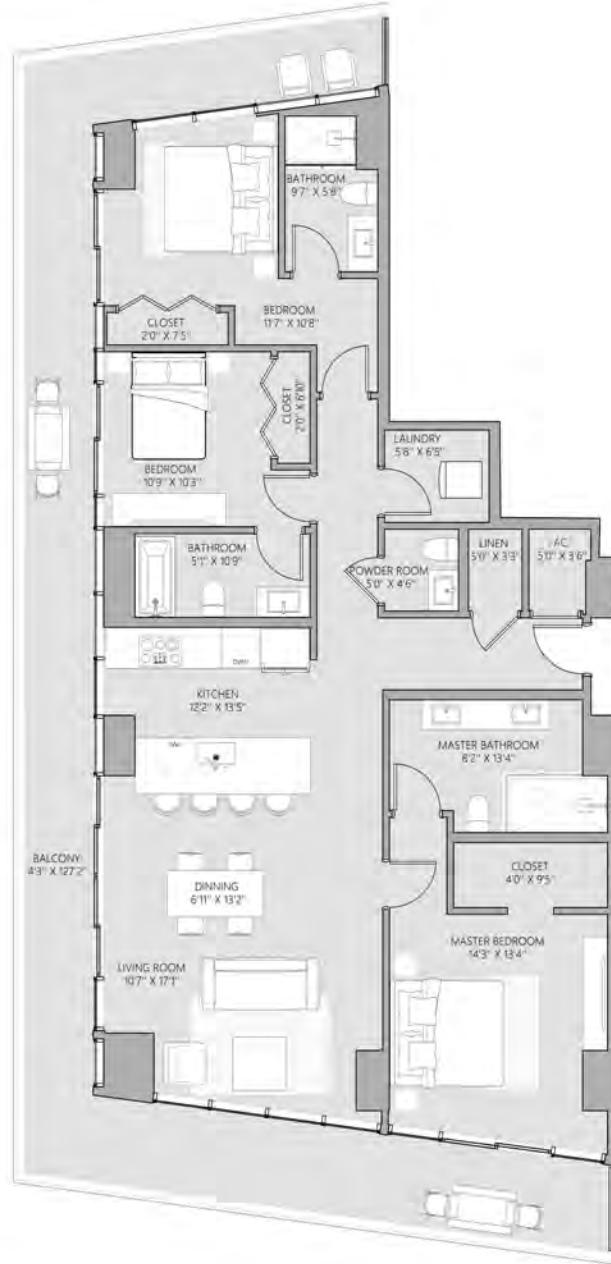 BATHROOM
9'7" X 5'8"
BEDROOM
11'7" X 10'8"
CLOSET
2'0" X 7'5"
CLOSET
2'0" X 6'10"
BEDROOM
10'9" X 10'3"
LAUNDRY
5'8" X 6'5"
BATHROOM
5'1" X 10'9"
POWDER ROOM
5'0" X 4'6"
LINEN
5'0" X 3'3"
AC
5'0" X 3'6"
KITCHEN
12'2" X 13'5"
MASTER BATHROOM
8'2" X 13'4"
BALCONY
4'3" X 127'2"
CLOSET
4'0" X 9'5"
DINNING
6'11" X 13'2"
MASTER BEDROOM
14'3" X 13'4"
LIVING ROOM
10'7" X 17'1"